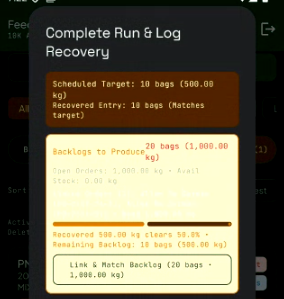 Complete Run & Log
Recovery
Scheduled Target: 10 bags (500.00
kg)
Recovered Entry: 10 bags (Matches
target)
Backlogs to Produce
20 bags (1,000.00
kg)
Open Orders: 1,000.00 kg • Avail
Stock: 0.00 kg
Recovered 500.00 kg clears 50.0% •
Remaining Backlog: 10 bags (500.00 kg)
Link & Match Backlog (20 bags •
1,000.00 kg)